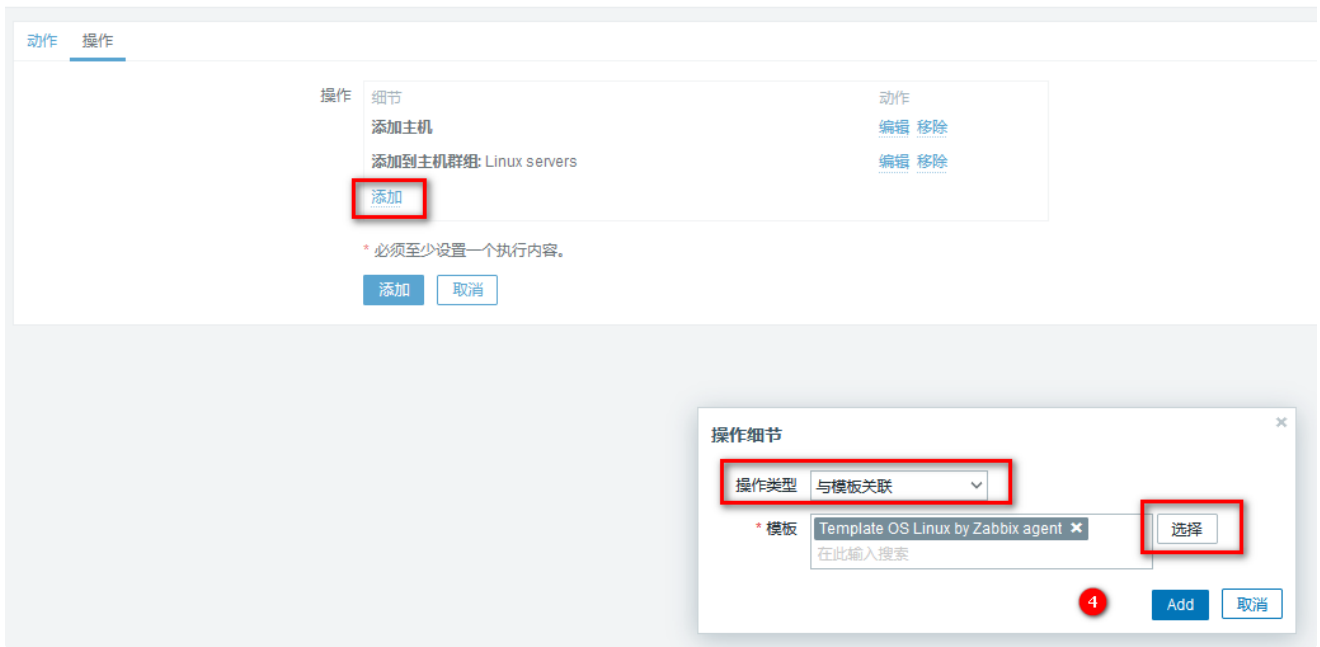 动作 操作
操作 细节 动作
添加主机 编辑 移除
添加到主机群组: Linux servers 编辑 移除
添加
* 必须至少设置一个执行内容。
添加 取消
操作细节 ×
操作类型 与模板关联
* 模板 Template OS Linux by Zabbix agent × 选择
在此输入搜索
4 Add 取消